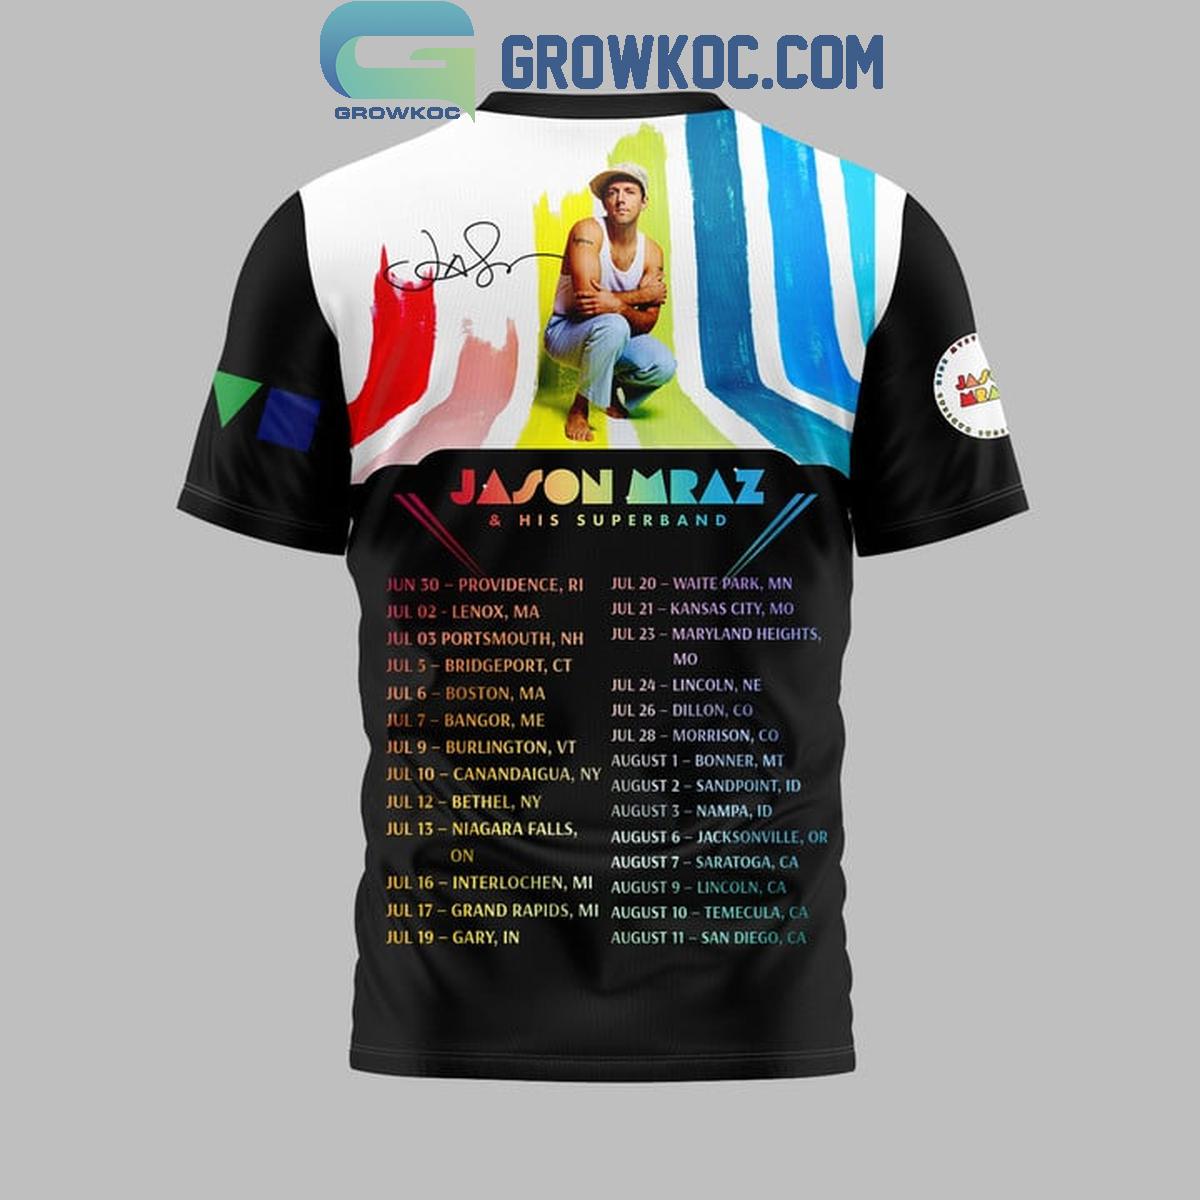 GROWKOC
GROWKOC.COM
JASON MRAZ
& HIS SUPERBAND
JUN 30 – PROVIDENCE, RI
JUL 02 - LENOX, MA
JUL 03 PORTSMOUTH, NH
JUL 5 – BRIDGEPORT, CT
JUL 6 – BOSTON, MA
JUL 7 – BANGOR, ME
JUL 9 – BURLINGTON, VT
JUL 10 – CANANDAIGUA, NY
JUL 12 – BETHEL, NY
JUL 13 – NIAGARA FALLS,
ON
JUL 16 – INTERLOCHEN, MI
JUL 17 – GRAND RAPIDS, MI
JUL 19 – GARY, IN
JUL 20 – WAITE PARK, MN
JUL 21 – KANSAS CITY, MO
JUL 23 – MARYLAND HEIGHTS,
MO
JUL 24 – LINCOLN, NE
JUL 26 – DILLON, CO
JUL 28 – MORRISON, CO
AUGUST 1 – BONNER, MT
AUGUST 2 – SANDPOINT, ID
AUGUST 3 – NAMPA, ID
AUGUST 6 – JACKSONVILLE, OR
AUGUST 7 – SARATOGA, CA
AUGUST 9 – LINCOLN, CA
AUGUST 10 – TEMECULA, CA
AUGUST 11 – SAN DIEGO, CA